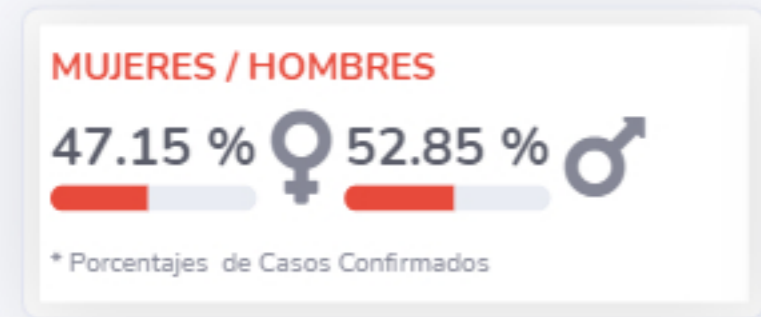 MUJERES / HOMBRES
47.15 % 52.85 %
* Porcentajes de Casos Confirmados